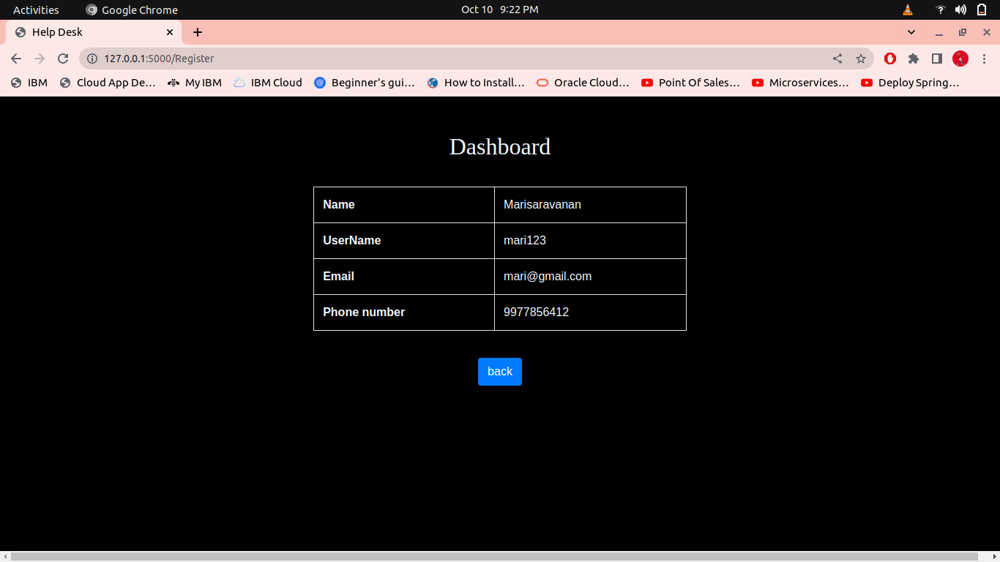 Activities Google Chrome Oct 10 9:22 PM
Help Desk
127.0.0.1:5000/Register
IBM Cloud App De... My IBM IBM Cloud Beginner's gui... How to Install... Oracle Cloud... Point Of Sales... Microservices... Deploy Spring...
Dashboard
Name Marisaravanan
UserName mari123
Email mari@gmail.com
Phone number 9977856412
back